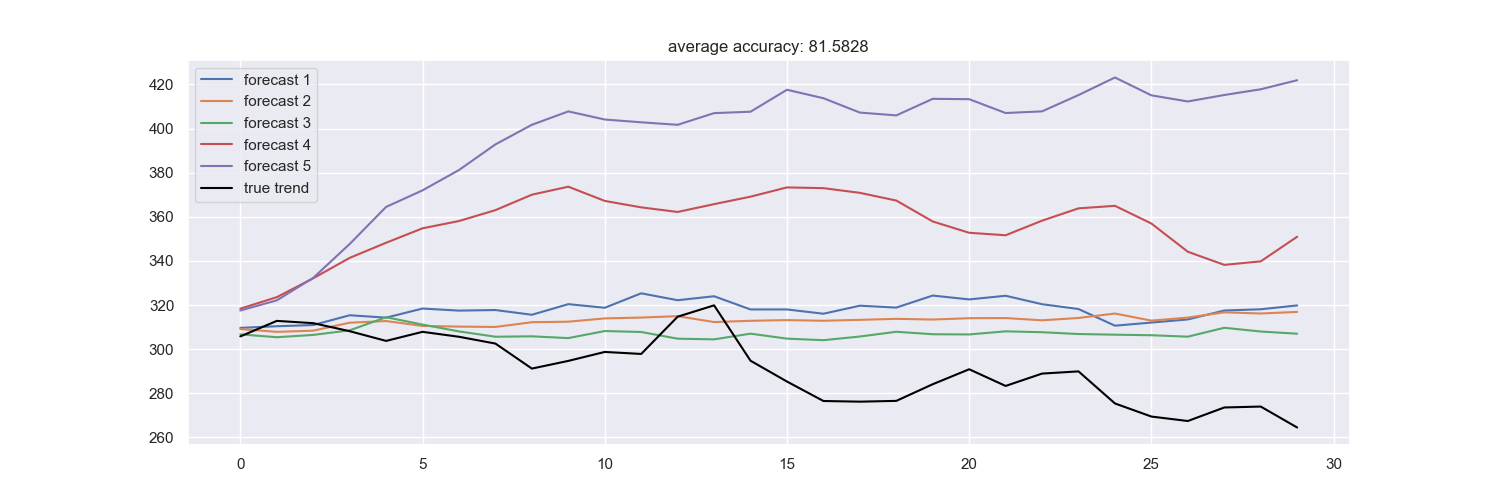 average accuracy: 81.5828
forecast 1
forecast 2
forecast 3
forecast 4
forecast 5
true trend
420
400
380
360
340
320
300
280
260
0 5 10 15 20 25 30